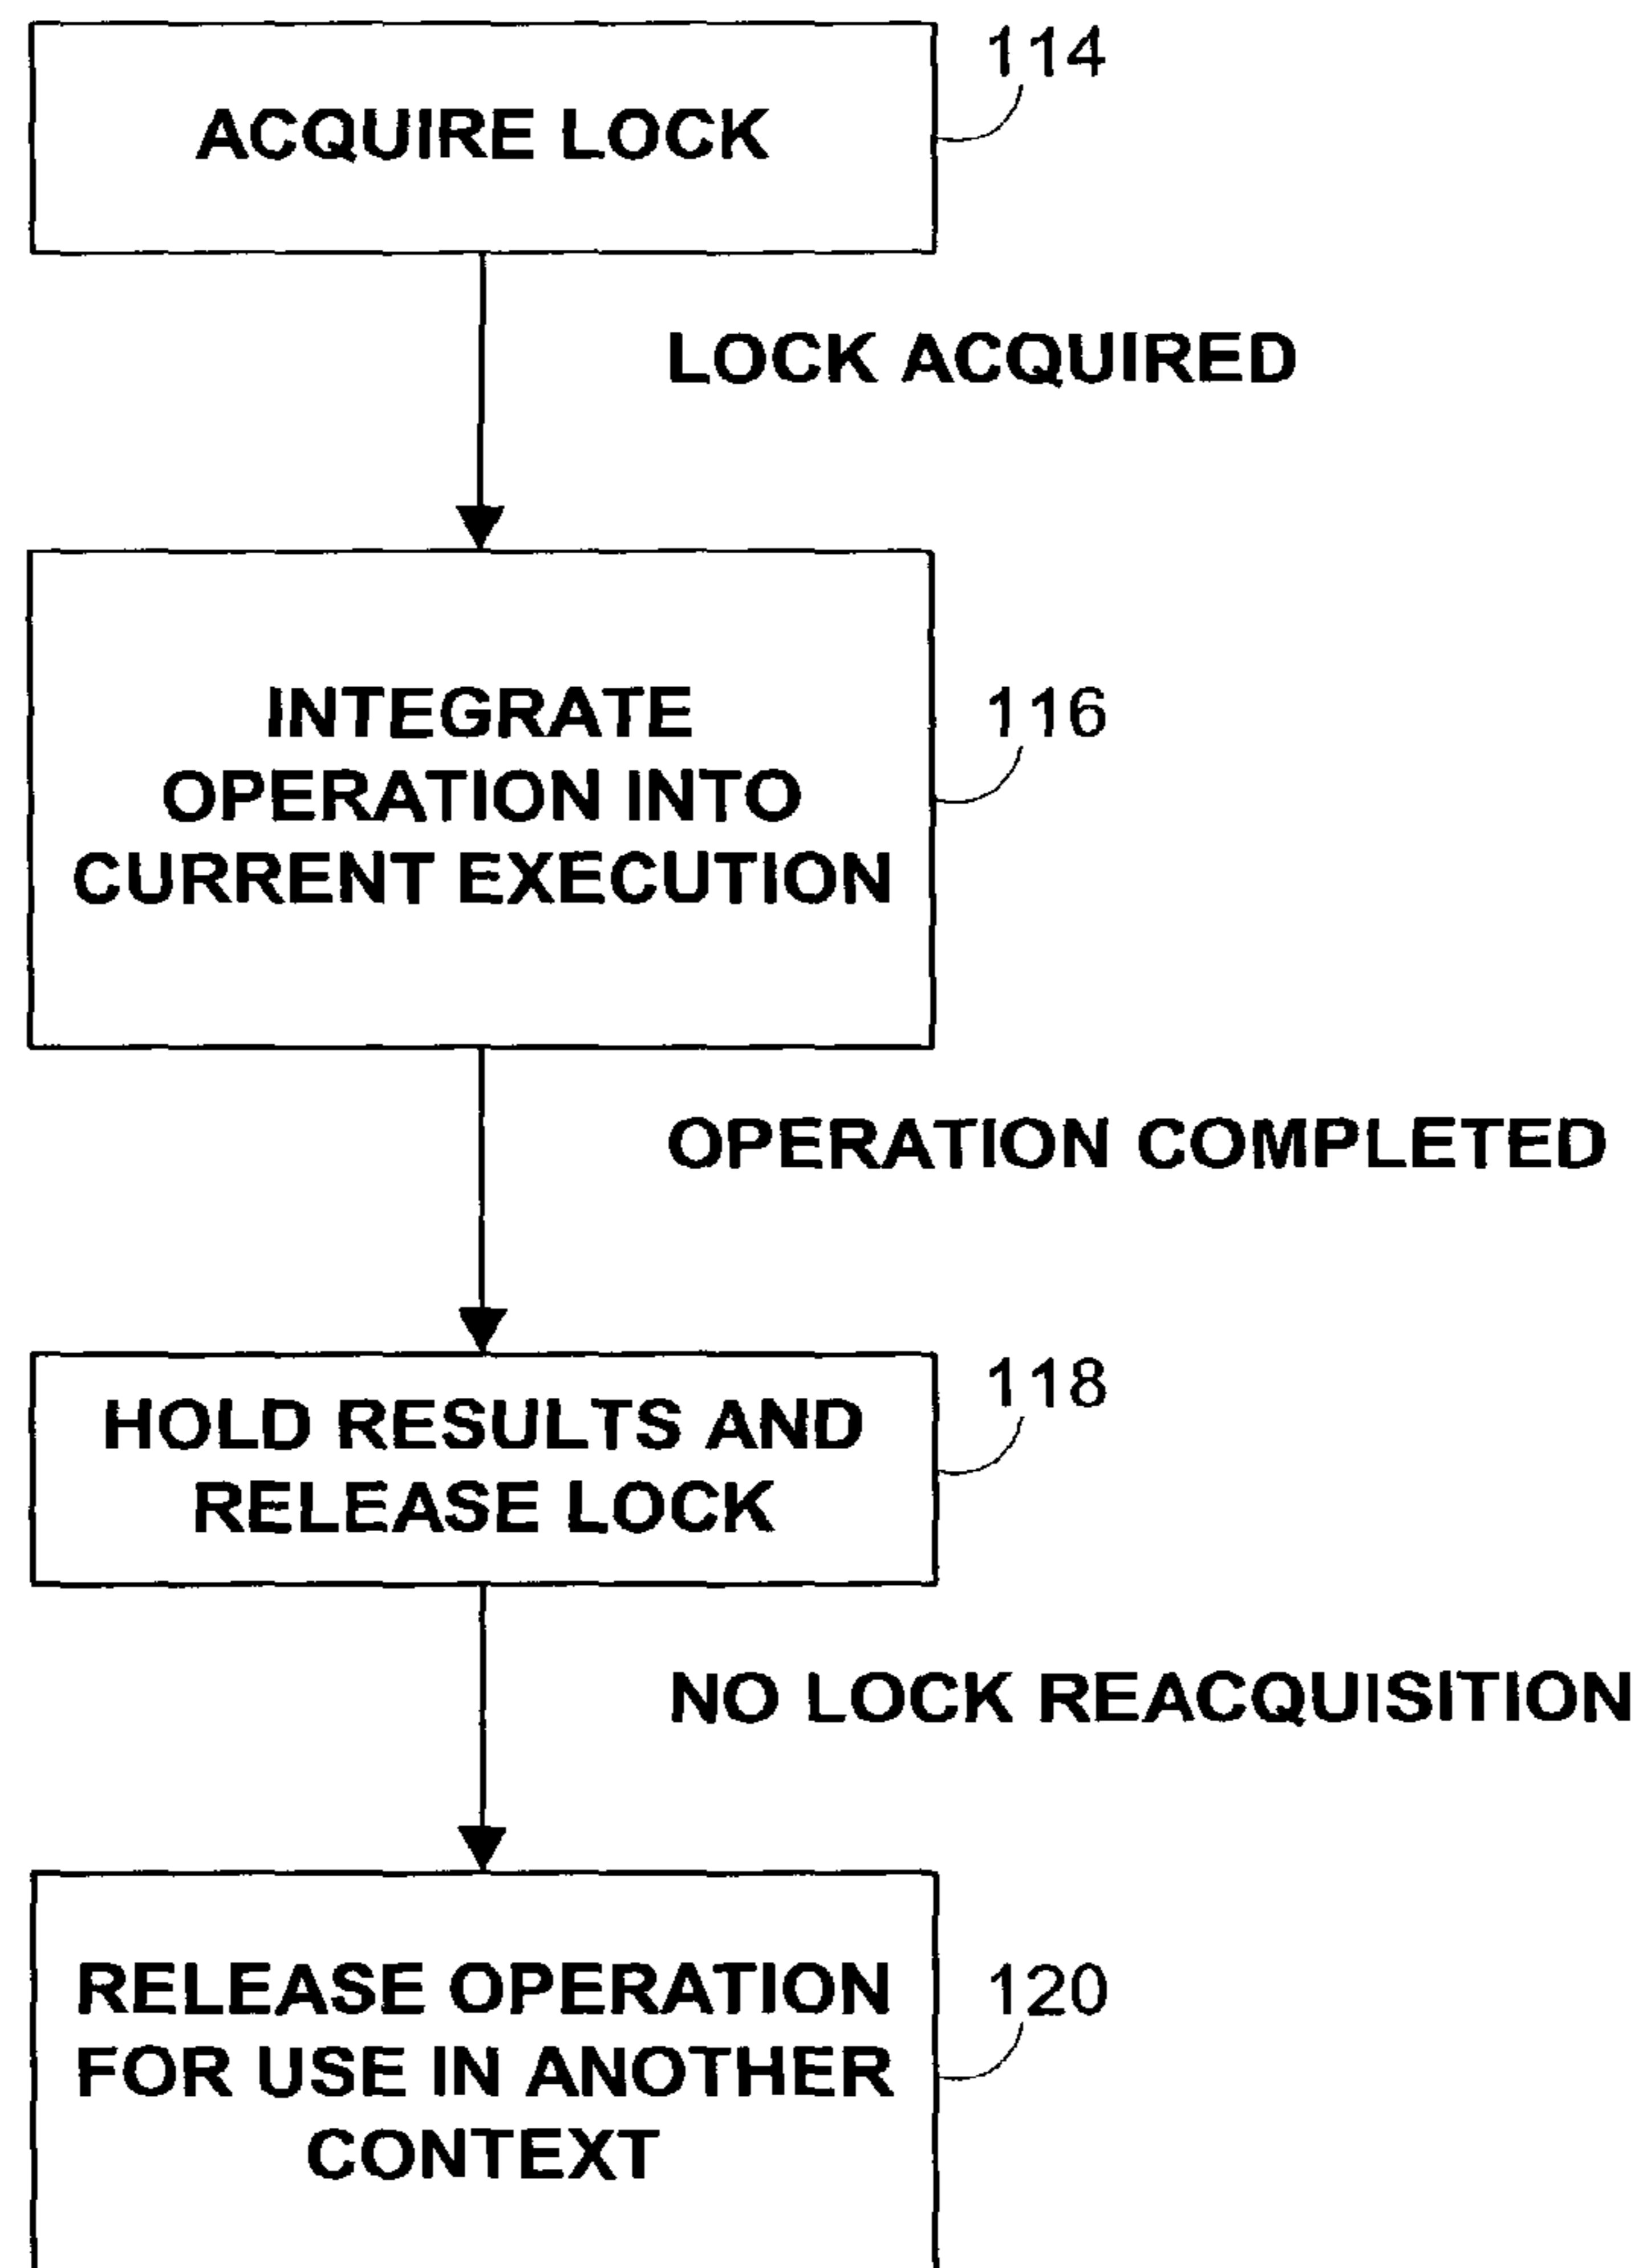 ACQUIRE LOCK
114
LOCK ACQUIRED
INTEGRATE
OPERATION INTO
CURRENT EXECUTION
116
OPERATION COMPLETED
HOLD RESULTS AND
RELEASE LOCK
118
NO LOCK REACQUISITION
RELEASE OPERATION
FOR USE IN ANOTHER
CONTEXT
120